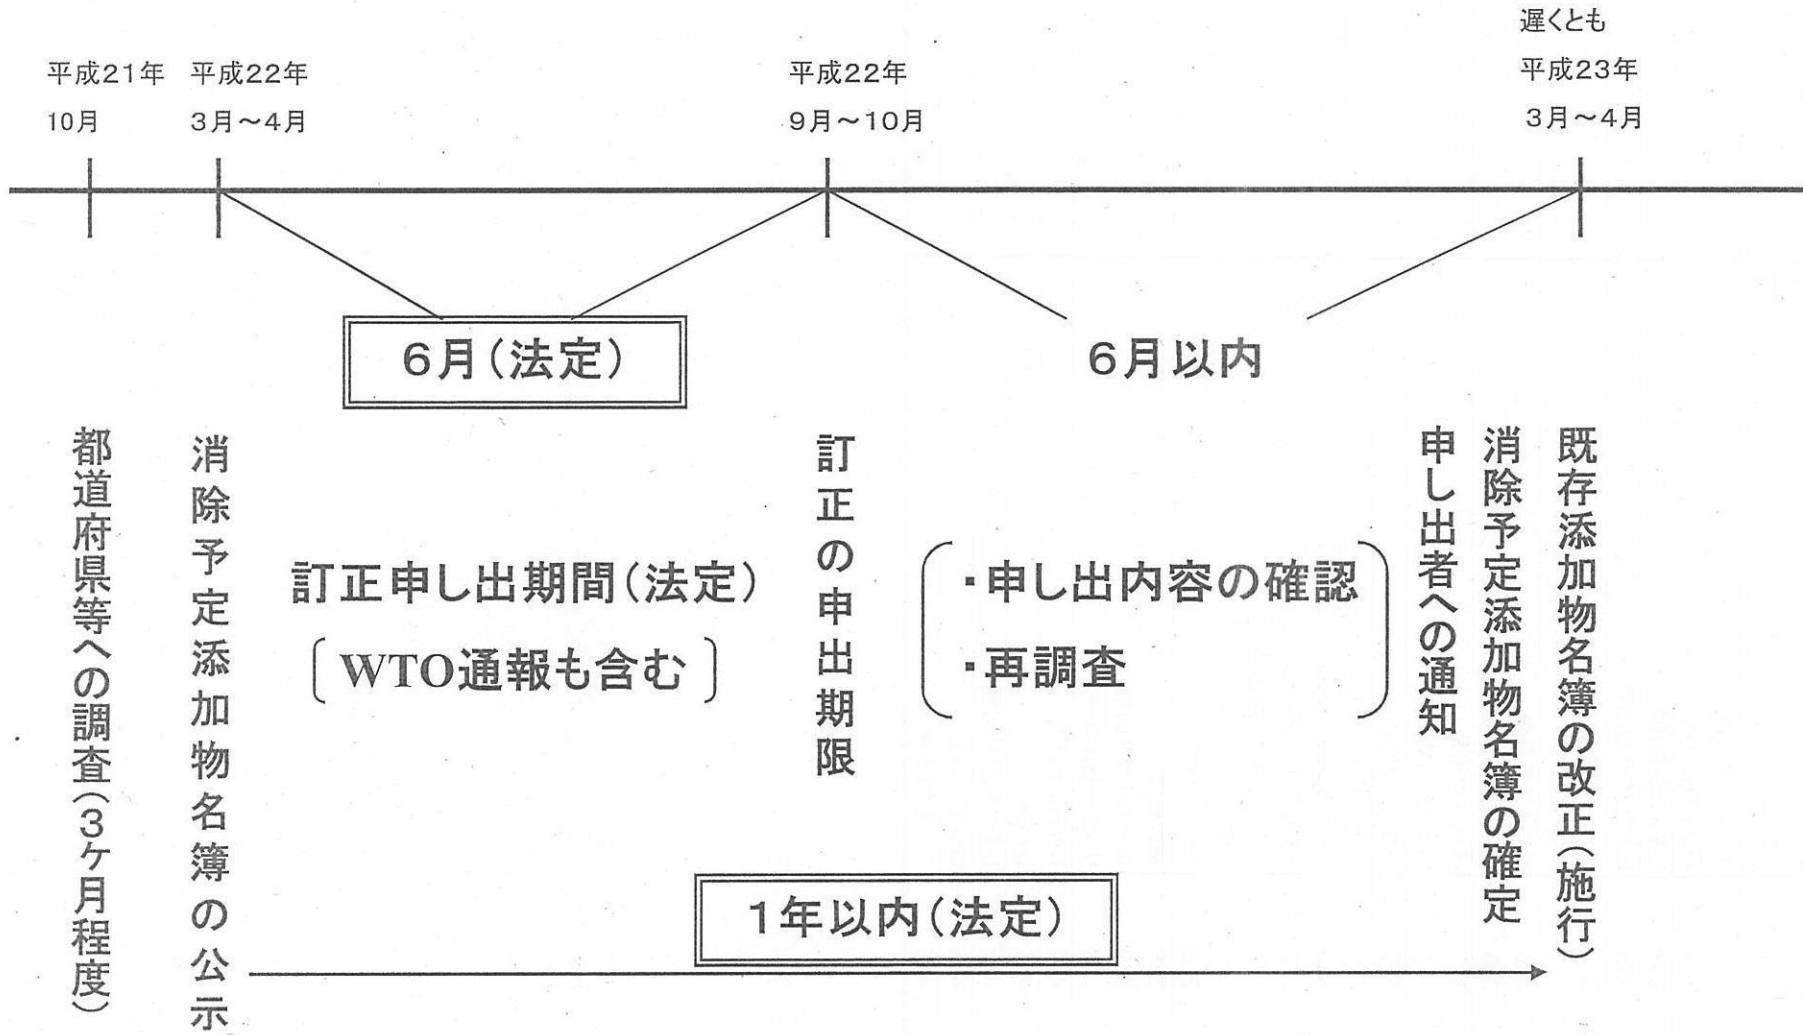 平成21年
10月
平成22年
3月～4月
平成22年
9月～10月
遅くとも
平成23年
3月～4月
6月(法定)
6月以内
都道府県等への調査(3ヶ月程度)
消除予定添加物名簿の公示
訂正申し出期間(法定)
WTO通報も含む
訂正の申出期限
・申し出内容の確認
・再調査
申し出者への通知
消除予定添加物名簿の確定
既存添加物名簿の改正(施行)
1年以内(法定)